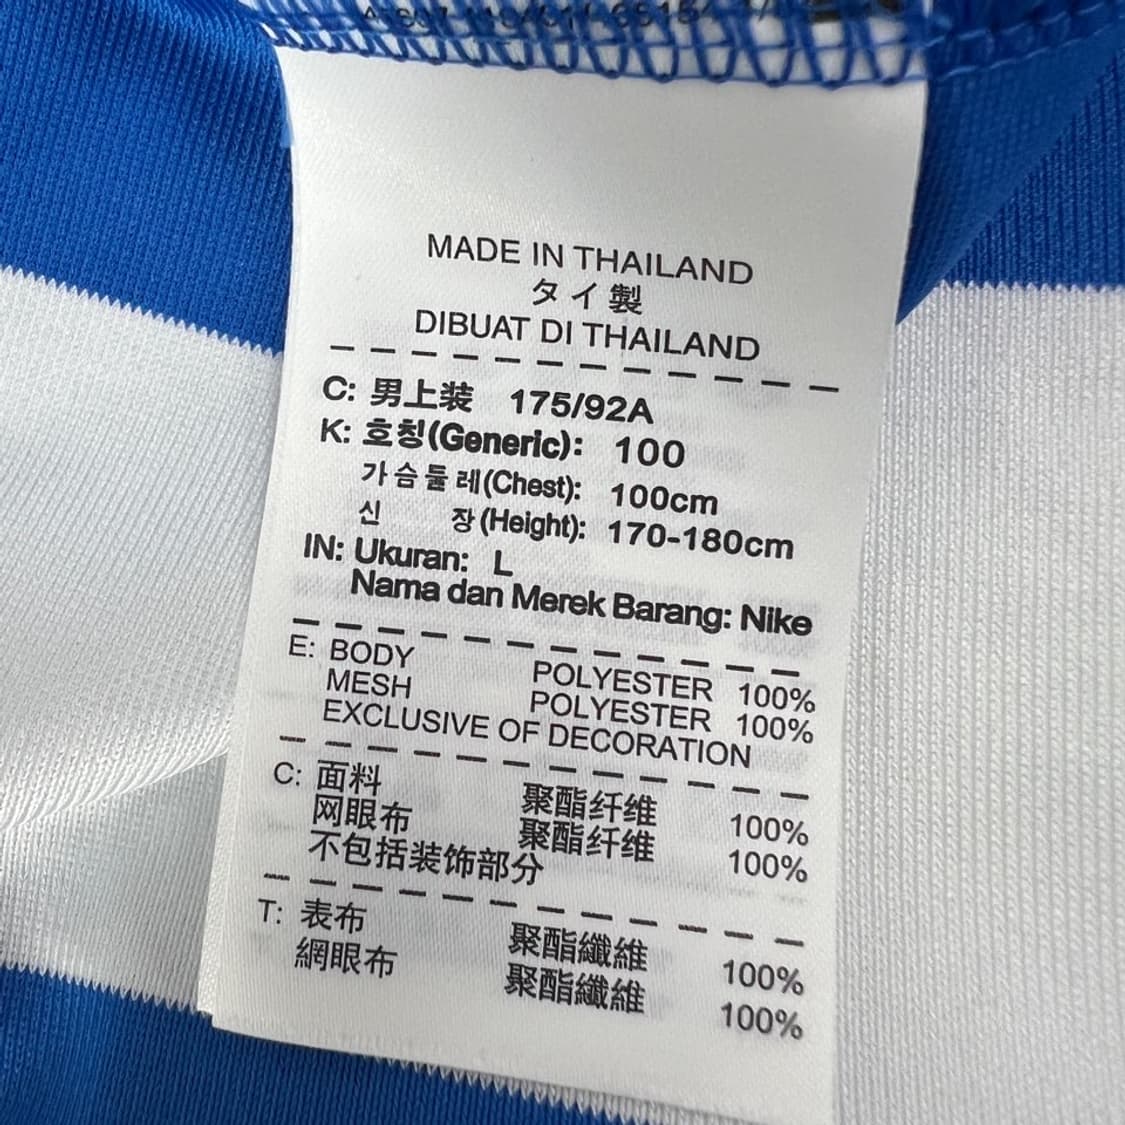 MADE IN THAILAND
タイ製
DIBUAT DI THAILAND
C: 男上装 175/92A
K: 호칭(Generic): 100
가슴둘레(Chest): 100cm
신 장(Height): 170-180cm
IN: Ukuran: L
Nama dan Merek Barang: Nike
E: BODY POLYESTER 100%
MESH POLYESTER 100%
EXCLUSIVE OF DECORATION
C: 面料 聚酯纤维 100%
网眼布 聚酯纤维 100%
不包括装饰部分
T: 表布 聚酯纖維 100%
網眼布 聚酯纖維 100%